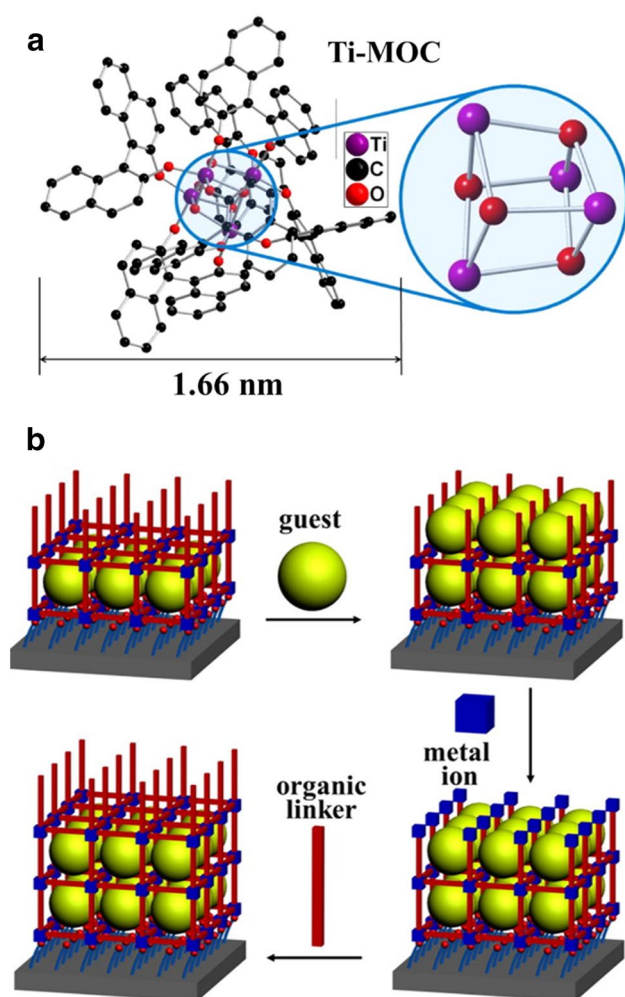 a
Ti-MOC
Ti
C
O
1.66 nm
b
guest
metal
ion
organic
linker